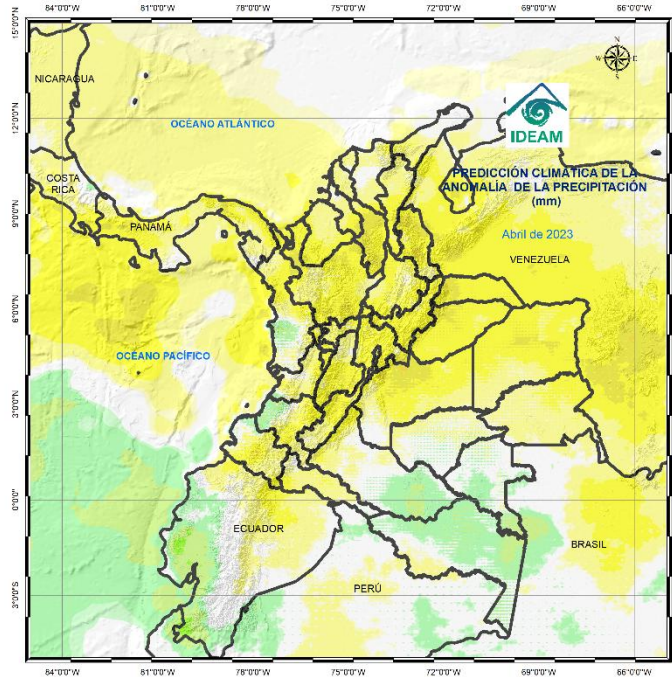 84°0'0"W 81°0'0"W 78°0'0"W 75°0'0"W 72°0'0"W 69°0'0"W 66°0'0"W
15°0'0"N
N
W E
S
NICARAGUA
12°0'0"N
OCÉANO ATLÁNTICO
IDEAM
COSTA
RICA
PREDICCIÓN CLIMÁTICA DE LA
ANOMALÍA DE LA PRECIPITACIÓN
(mm)
9°0'0"N
PANAMÁ
Abril de 2023
VENEZUELA
6°0'0"N
OCÉANO PACÍFICO
3°0'0"N
0°0'0"
ECUADOR
BRASIL
PERÚ
3°0'0"S
84°0'0"W 81°0'0"W 78°0'0"W 75°0'0"W 72°0'0"W 69°0'0"W 66°0'0"W